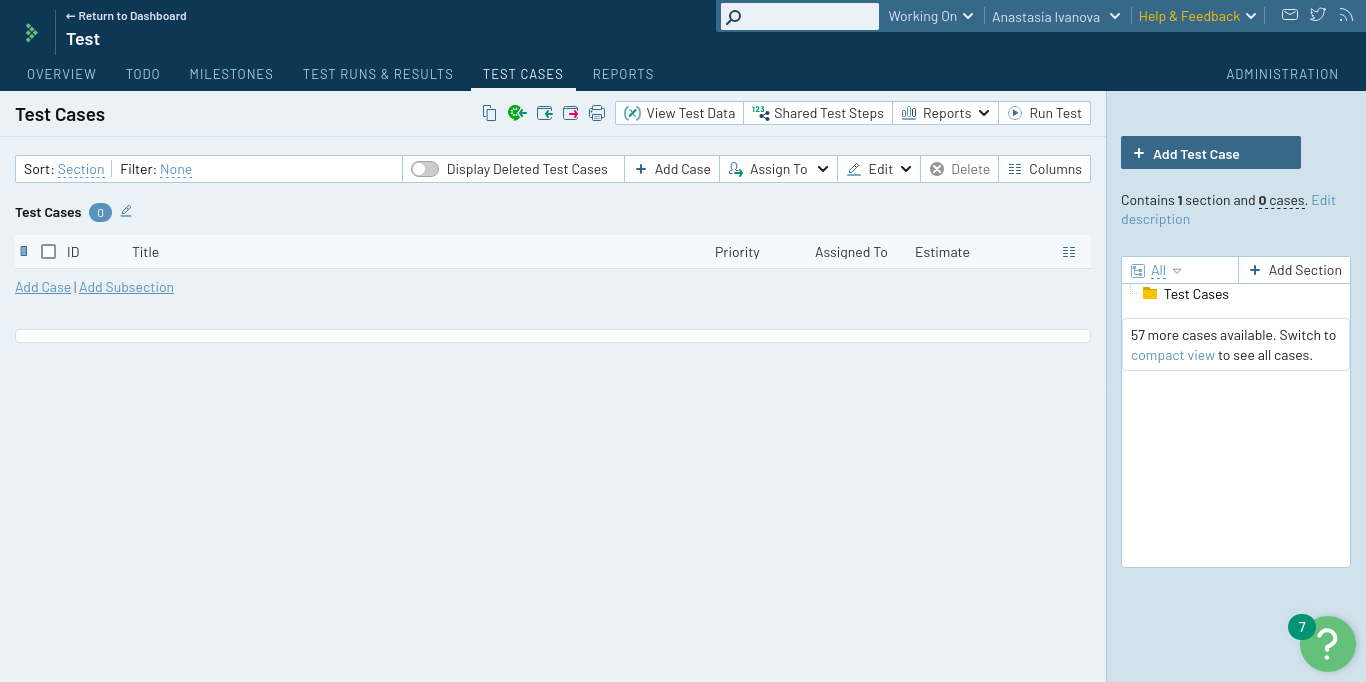 ← Return to Dashboard
Test
Working On
Anastasia Ivanova
Help & Feedback
OVERVIEW
TODO
MILESTONES
TEST RUNS & RESULTS
TEST CASES
REPORTS
ADMINISTRATION
Test Cases
View Test Data
123
Shared Test Steps
Reports
Run Test
Sort: Section
Filter: None
Display Deleted Test Cases
+ Add Case
Assign To
Edit
Delete
Columns
Test Cases 0
ID
Title
Priority
Assigned To
Estimate
Add Case | Add Subsection
+ Add Test Case
Contains 1 section and 0 cases. Edit
description
All
+ Add Section
Test Cases
57 more cases available. Switch to
compact view to see all cases.
7
?